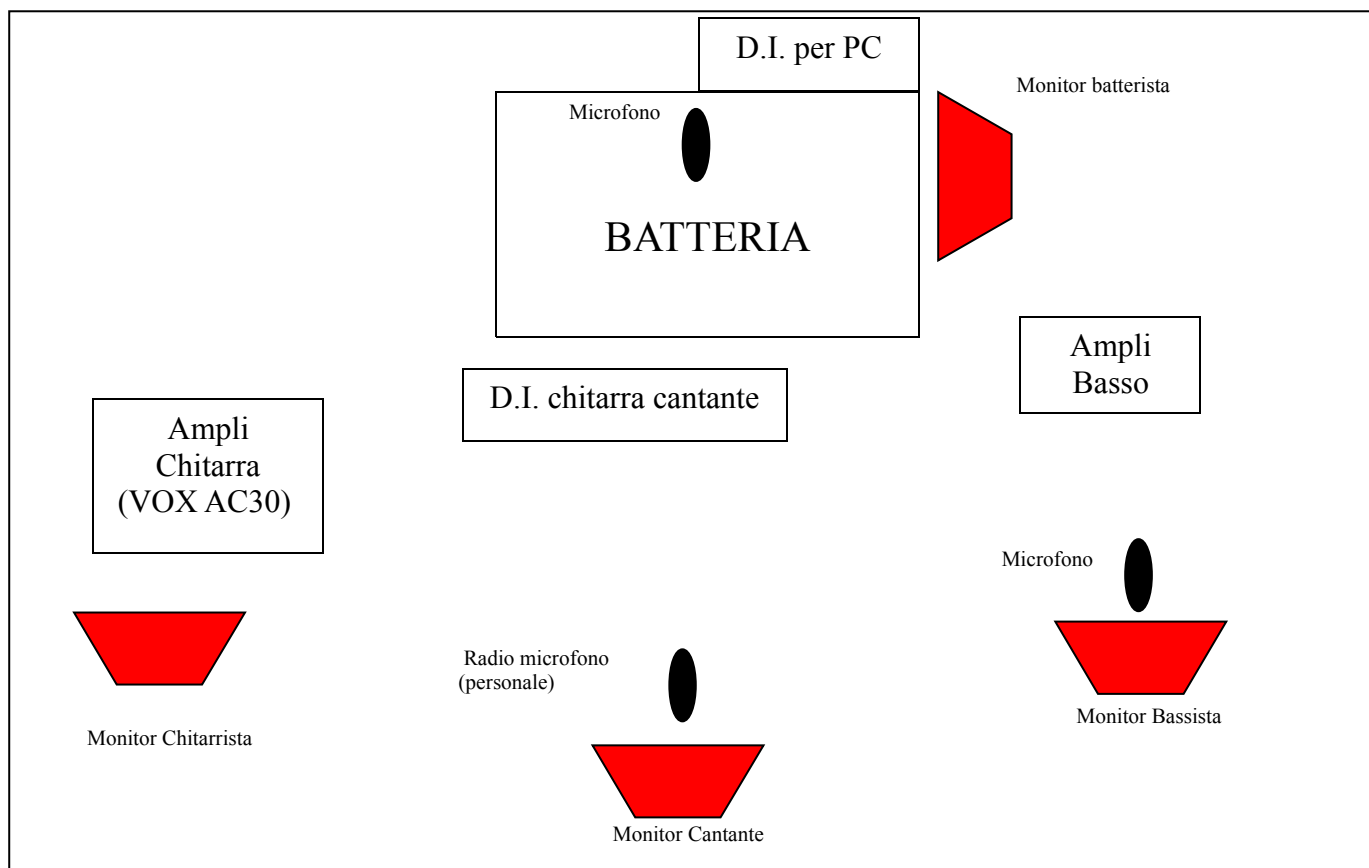 D.I. per PC
Monitor batterista
Microfono
BATTERIA
Ampli
Basso
D.I. chitarra cantante
Ampli
Chitarra
(VOX AC30)
Microfono
Radio microfono
(personale)
Monitor Bassista
Monitor Chitarrista
Monitor Cantante